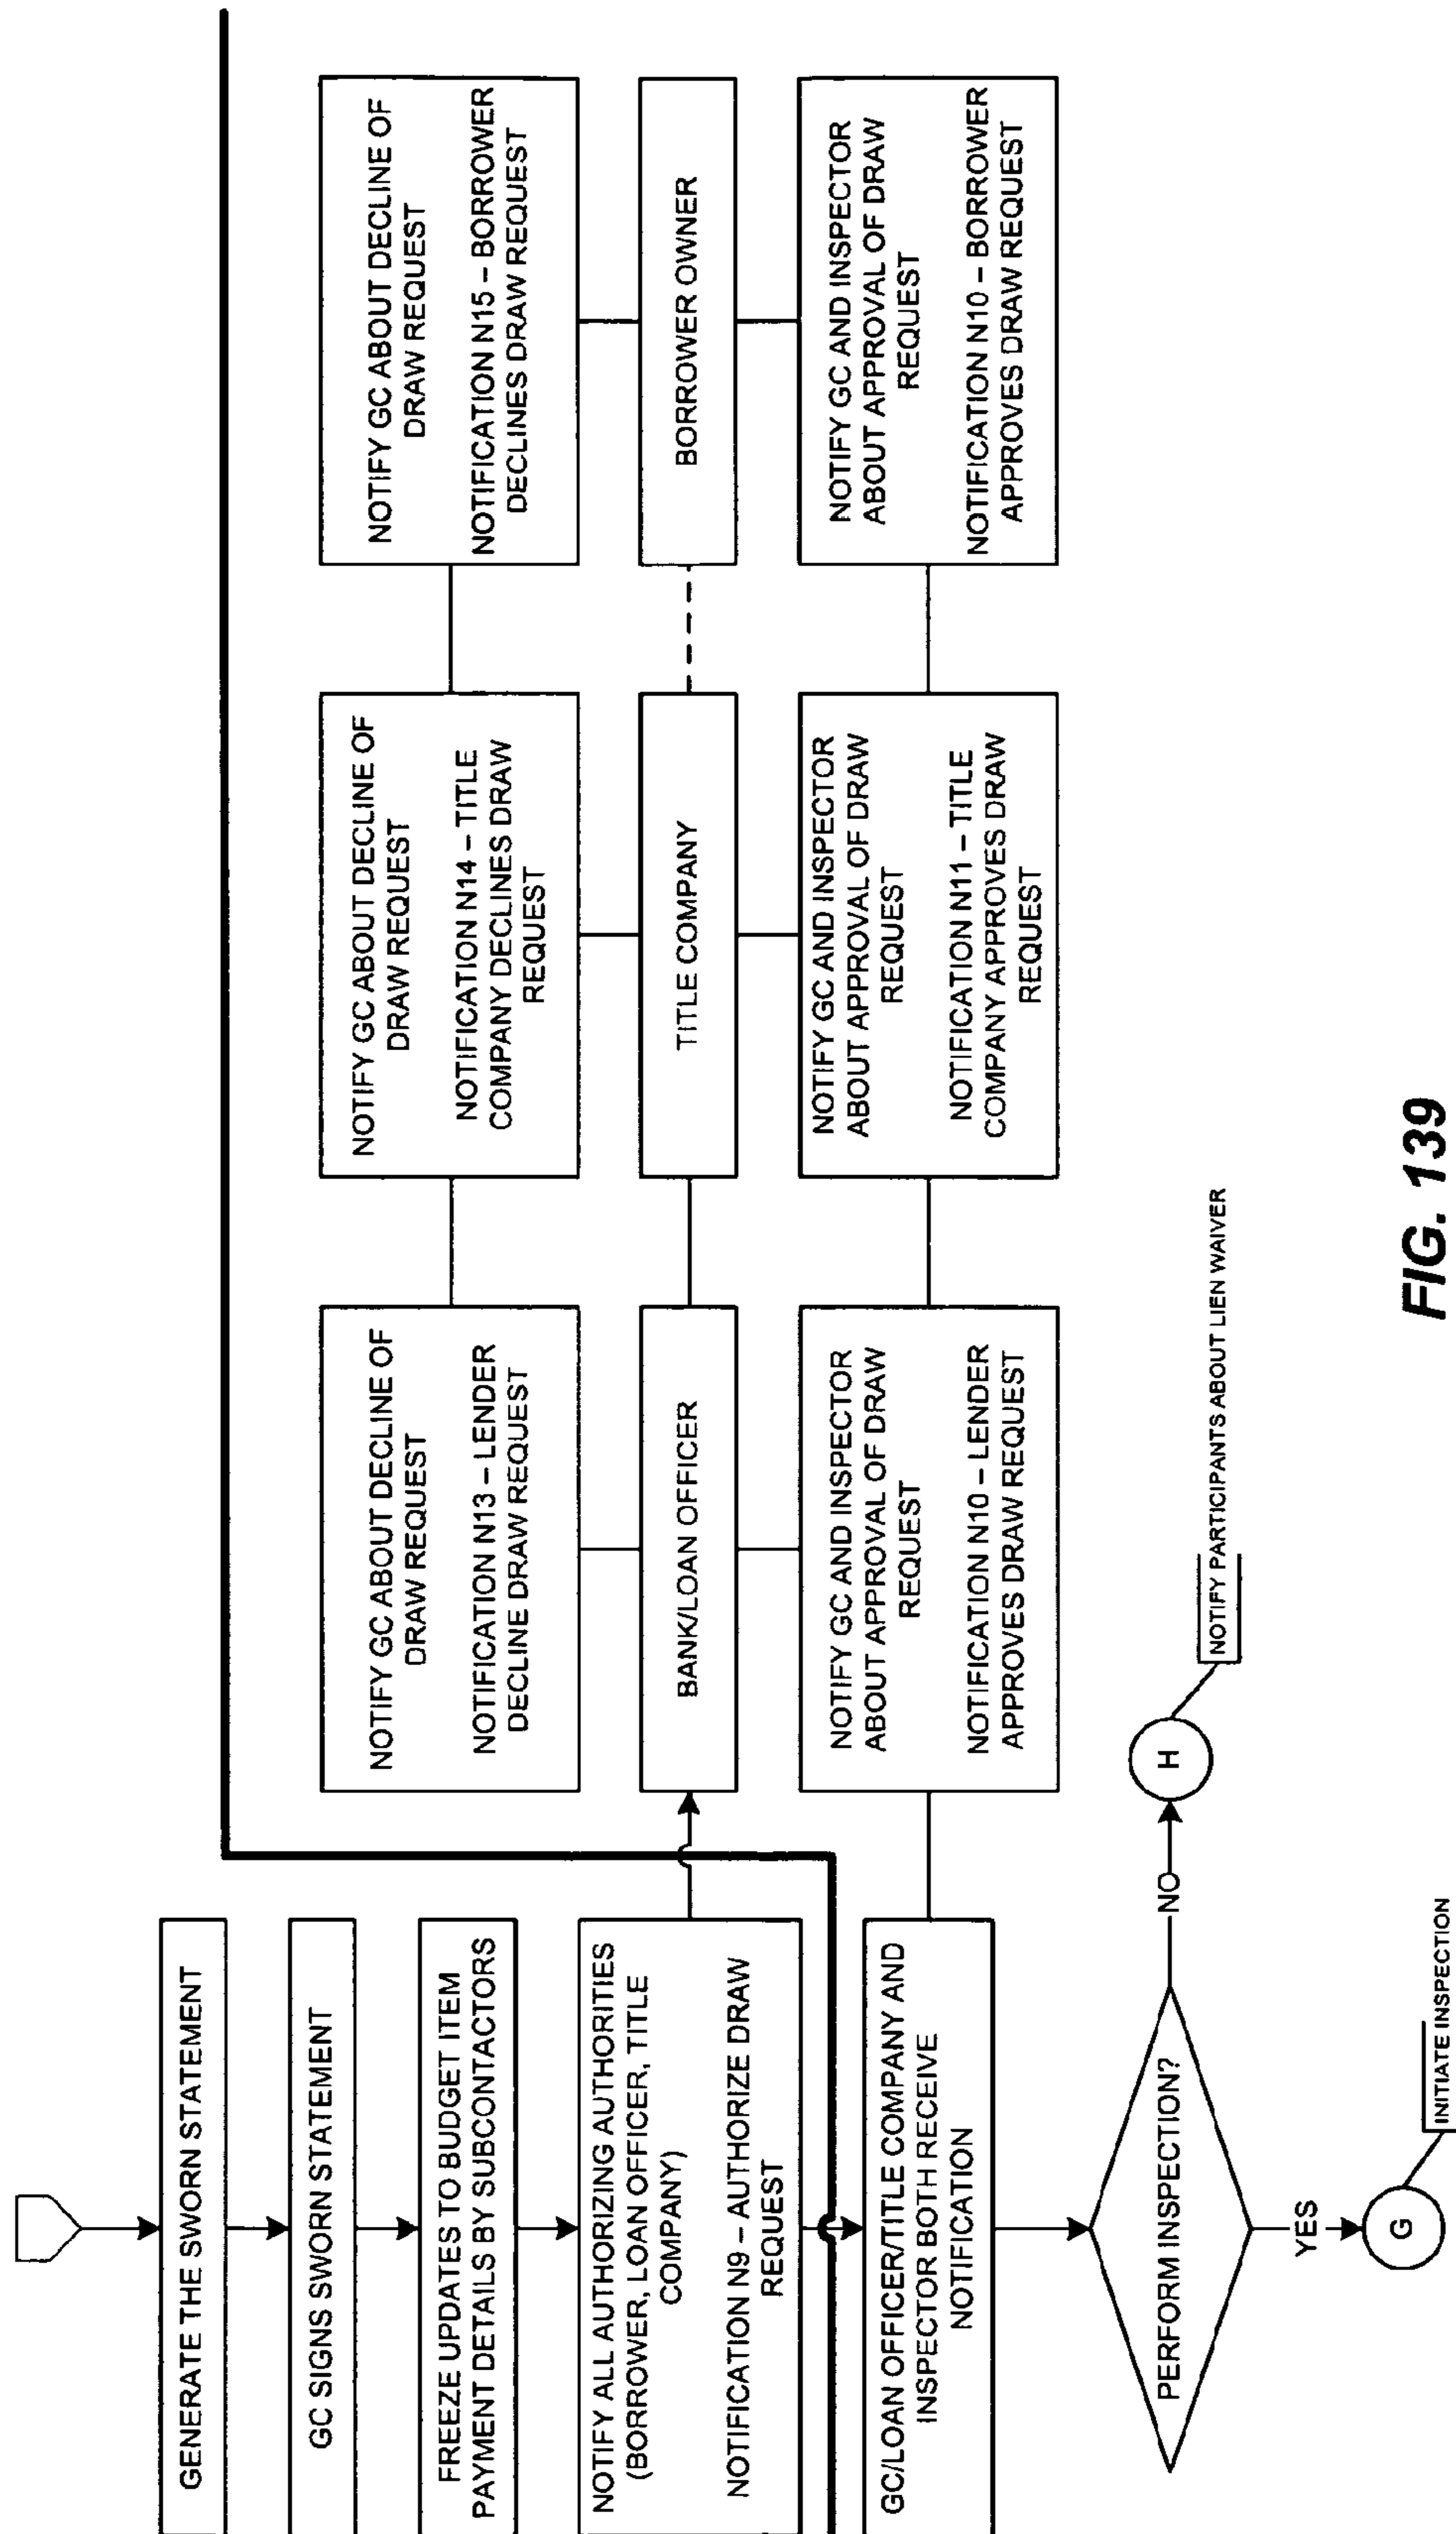 GENERATE THE SWORN STATEMENT
GC SIGNS SWORN STATEMENT
FREEZE UPDATES TO BUDGET ITEM
PAYMENT DETAILS BY SUBCONTACTORS
NOTIFY ALL AUTHORIZING AUTHORITIES
(BORROWER, LOAN OFFICER, TITLE
COMPANY)
NOTIFICATION N9 – AUTHORIZE DRAW
REQUEST
GC/LOAN OFFICER/TITLE COMPANY AND
INSPECTOR BOTH RECEIVE
NOTIFICATION
PERFORM INSPECTION?
YES
G
INITIATE INSPECTION
NO
H
NOTIFY PARTICIPANTS ABOUT LIEN WAIVER
NOTIFY GC ABOUT DECLINE OF
DRAW REQUEST
NOTIFICATION N13 – LENDER
DECLINE DRAW REQUEST
BANK/LOAN OFFICER
NOTIFY GC AND INSPECTOR
ABOUT APPROVAL OF DRAW
REQUEST
NOTIFICATION N10 – LENDER
APPROVES DRAW REQUEST
NOTIFY GC ABOUT DECLINE OF
DRAW REQUEST
NOTIFICATION N14 – TITLE
COMPANY DECLINES DRAW
REQUEST
TITLE COMPANY
NOTIFY GC AND INSPECTOR
ABOUT APPROVAL OF DRAW
REQUEST
NOTIFICATION N11 – TITLE
COMPANY APPROVES DRAW
REQUEST
NOTIFY GC ABOUT DECLINE OF
DRAW REQUEST
NOTIFICATION N15 – BORROWER
DECLINES DRAW REQUEST
BORROWER OWNER
NOTIFY GC AND INSPECTOR
ABOUT APPROVAL OF DRAW
REQUEST
NOTIFICATION N10 – BORROWER
APPROVES DRAW REQUEST
FIG. 139